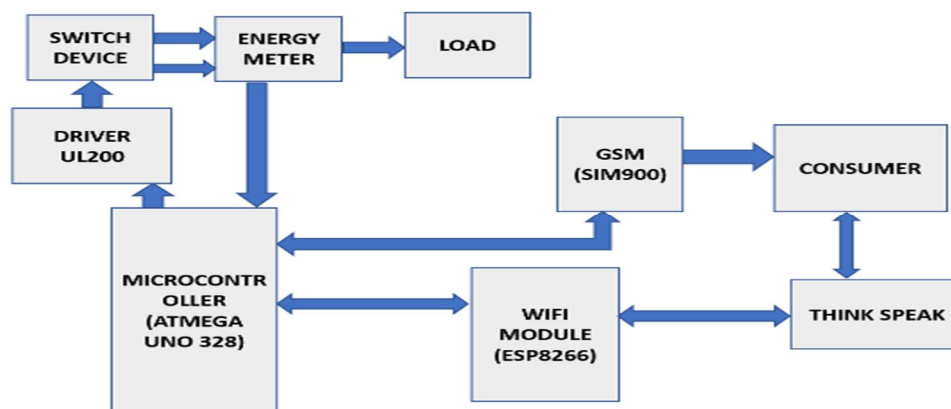 SWITCH
DEVICE
ENERGY
METER
LOAD
DRIVER
UL200
GSM
(SIM900)
CONSUMER
MICROCONTR
OLLER
(ATMEGA
UNO 328)
WIFI
MODULE
(ESP8266)
THINK SPEAK